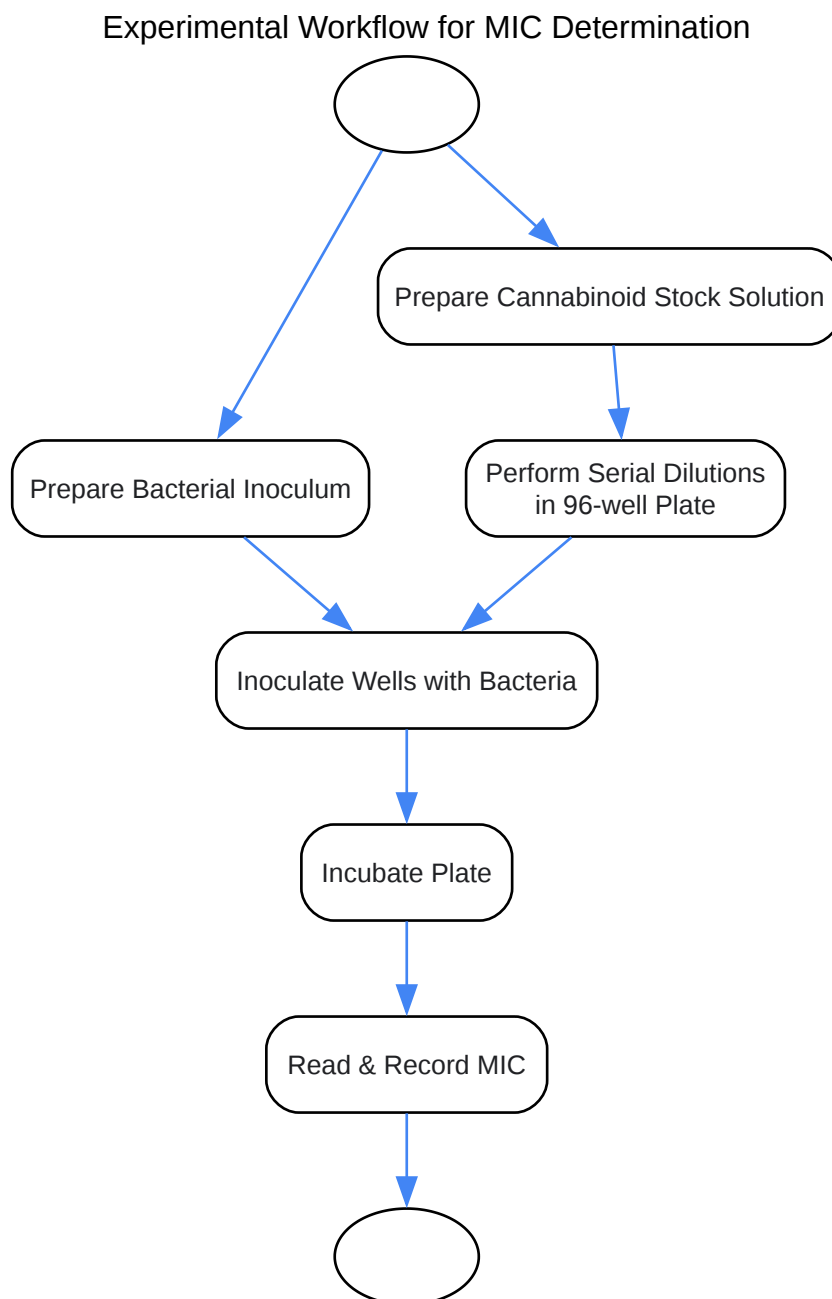 Experimental Workflow for MIC Determination
Prepare Cannabinoid Stock Solution
Prepare Bacterial Inoculum
Perform Serial Dilutions
in 96-well Plate
Inoculate Wells with Bacteria
Incubate Plate
Read & Record MIC